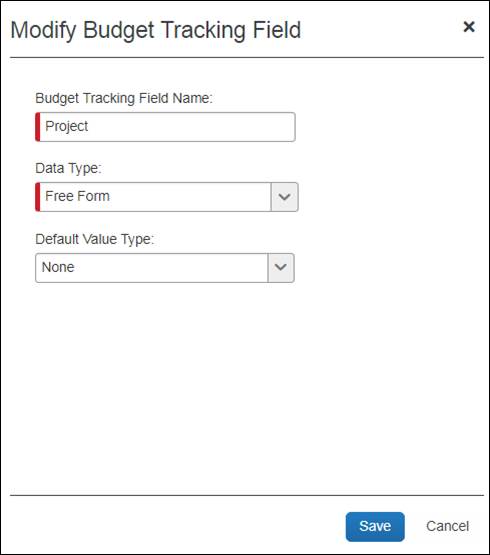 Modify Budget Tracking Field
Budget Tracking Field Name:
Project
Data Type:
Free Form
Default Value Type:
None
Save Cancel